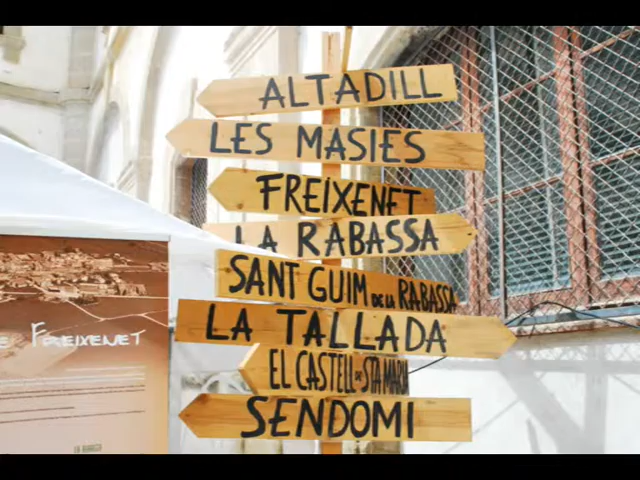 ALTADILL
LES MASIES
FREIXENET
LA RABASSA
SANT GUIM DE LA RABASSA
LA TALLADA
EL CASTELL DE STA MARIA
SENDOMI
FREIXENET